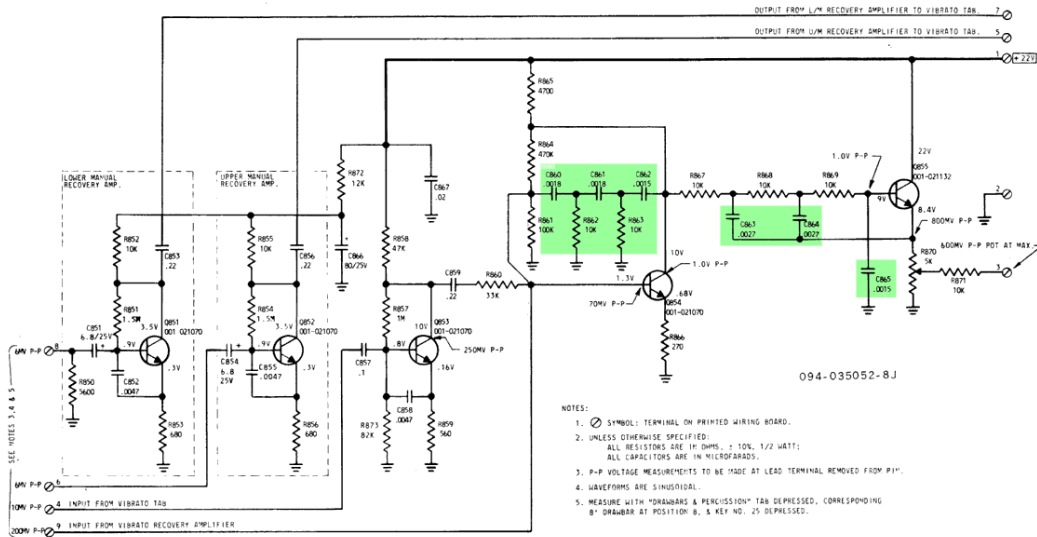 OUTPUT FROM L/M RECOVERY AMPLIFIER TO VIBRATO TAB. 7
OUTPUT FROM U/M RECOVERY AMPLIFIER TO VIBRATO TAB. 5
1 +22V
R865
4700
R864
470K
C860
.0018
C861
.0018
C862
.0015
R861
100K
R862
10K
R863
10K
R867
10K
R868
10K
R869
10K
1.0V P-P
22V
Q855
001-021132
.9V
8.4V
800MV P-P
2
600MV P-P POT AT MAX.
R870
5K
3
R871
10K
C863
.0027
C864
.0027
C865
.0015
LOWER MANUAL
RECOVERY AMP.
UPPER MANUAL
RECOVERY AMP.
R872
12K
C867
.02
R852
10K
C853
.22
R855
10K
C856
.22
C866
80/25V
R858
47K
C859
.22
R860
33K
10V
1.0V P-P
1.3V
70MV P-P
.68V
Q854
001-021070
R866
270
R851
1.5M
C851
6.8/25V
3.5V
Q851
001-021070
.9V
.3V
R854
1.5M
3.5V
Q852
001-021070
.9V
.3V
R857
1M
10V
Q853
001-021070
250MV P-P
.8V
.16V
6MV P-P 8
R850
5600
C852
.0047
C854
6.8
25V
C855
.0047
C857
.1
C858
.0047
R853
680
R856
680
R873
82K
R859
560
094-035052-8J
SEE NOTES 3,4 & 5
6MV P-P 6
10MV P-P 4 INPUT FROM VIBRATO TAB
200MV P-P 9 INPUT FROM VIBRATO RECOVERY AMPLIFIER
NOTES:
1. SYMBOL: TERMINAL ON PRINTED WIRING BOARD.
2. UNLESS OTHERWISE SPECIFIED:
ALL RESISTORS ARE IN OHMS, ± 10%, 1/2 WATT;
ALL CAPACITORS ARE IN MICROFARADS.
3. P-P VOLTAGE MEASUREMENTS TO BE MADE AT LEAD TERMINAL REMOVED FROM PIN.
4. WAVEFORMS ARE SINUSOIDAL.
5. MEASURE WITH "DRAWBARS & PERCUSSION" TAB DEPRESSED, CORRESPONDING
8' DRAWBAR AT POSITION 8, & KEY NO. 25 DEPRESSED.